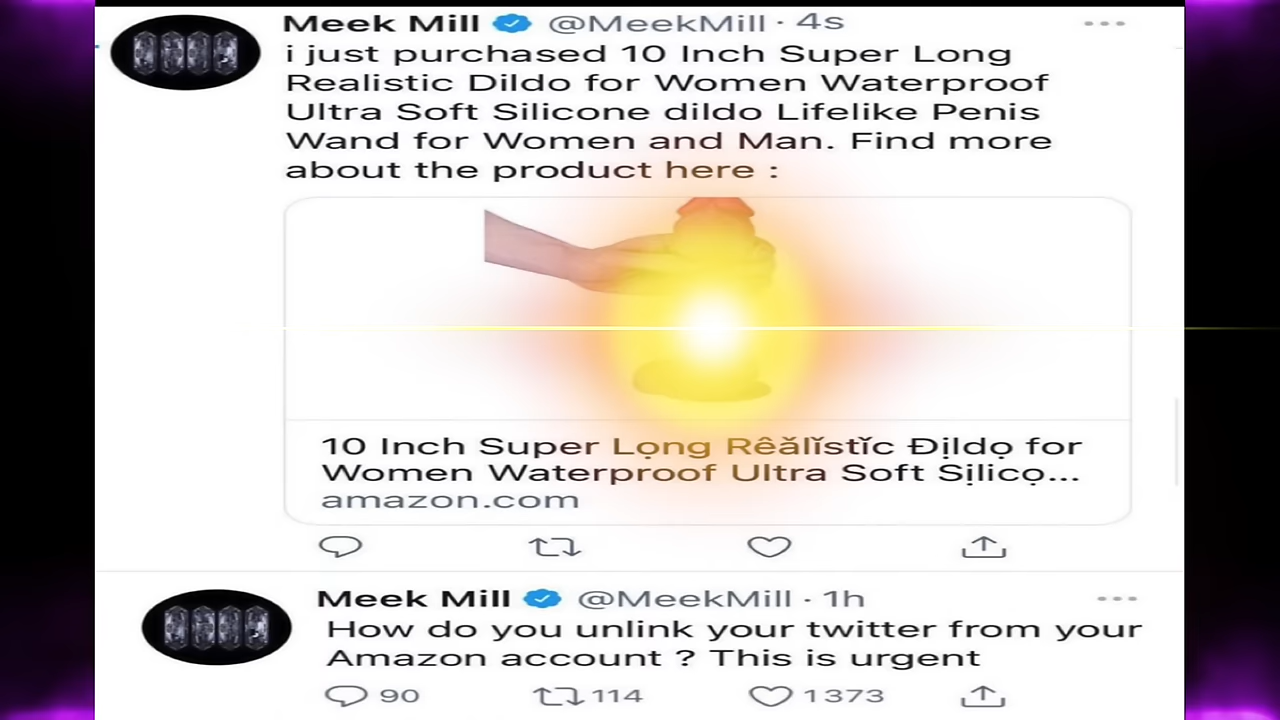 Meek Mill @MeekMill · 4s
i just purchased 10 Inch Super Long
Realistic Dildo for Women Waterproof
Ultra Soft Silicone dildo Lifelike Penis
Wand for Women and Man. Find more
about the product here :
10 Inch Super Lọng Rêălĭstĭc Địldọ for
Women Waterproof Ultra Soft Sịlicọ...
amazon.com
Meek Mill @MeekMill · 1h
How do you unlink your twitter from your
Amazon account ? This is urgent
90 114 1373